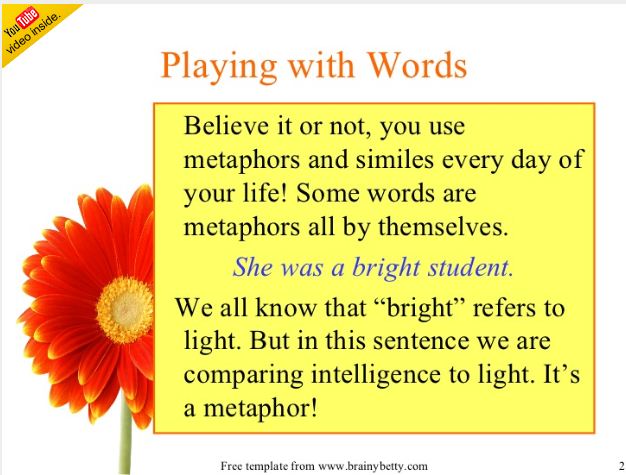 You Tube
video inside.
Playing with Words
Believe it or not, you use
metaphors and similes every day of
your life! Some words are
metaphors all by themselves.
She was a bright student.
We all know that “bright” refers to
light. But in this sentence we are
comparing intelligence to light. It’s
a metaphor!
Free template from www.brainybetty.com
2